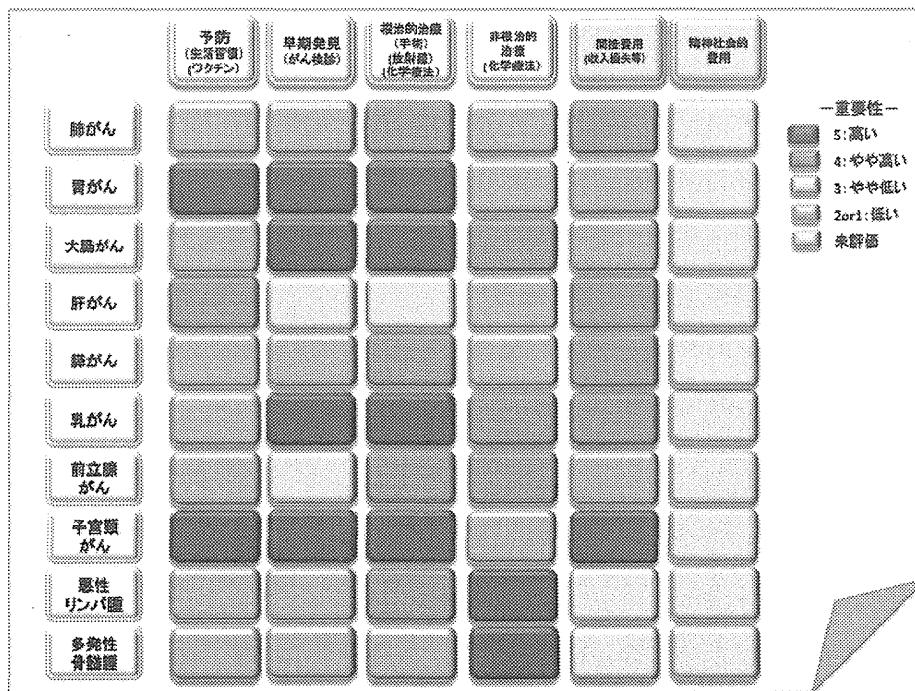 予防
(生活習慣)
(ワクチン)
早期発見
(がん検診)
根治的治療
(手術)
(放射線)
(化学療法)
非根治的
治療
(化学療法)
間接費用
(収入損失等)
精神社会的
費用
肺がん
胃がん
大腸がん
肝がん
膵がん
乳がん
前立腺
がん
子宮頸
がん
悪性
リンパ腫
多発性
骨髄腫
ー重要性ー
5:高い
4:やや高い
3:やや低い
2or1:低い
未評価